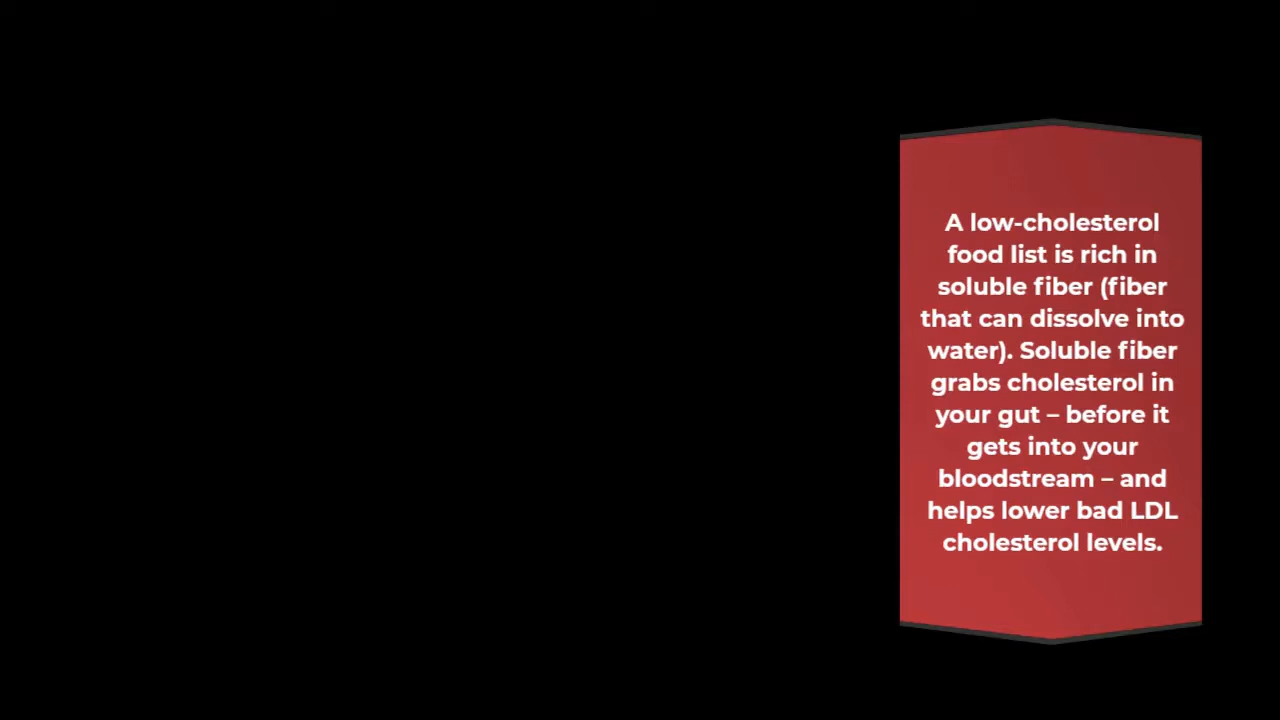 A low-cholesterol
food list is rich in
soluble fiber (fiber
that can dissolve into
water). Soluble fiber
grabs cholesterol in
your gut – before it
gets into your
bloodstream – and
helps lower bad LDL
cholesterol levels.